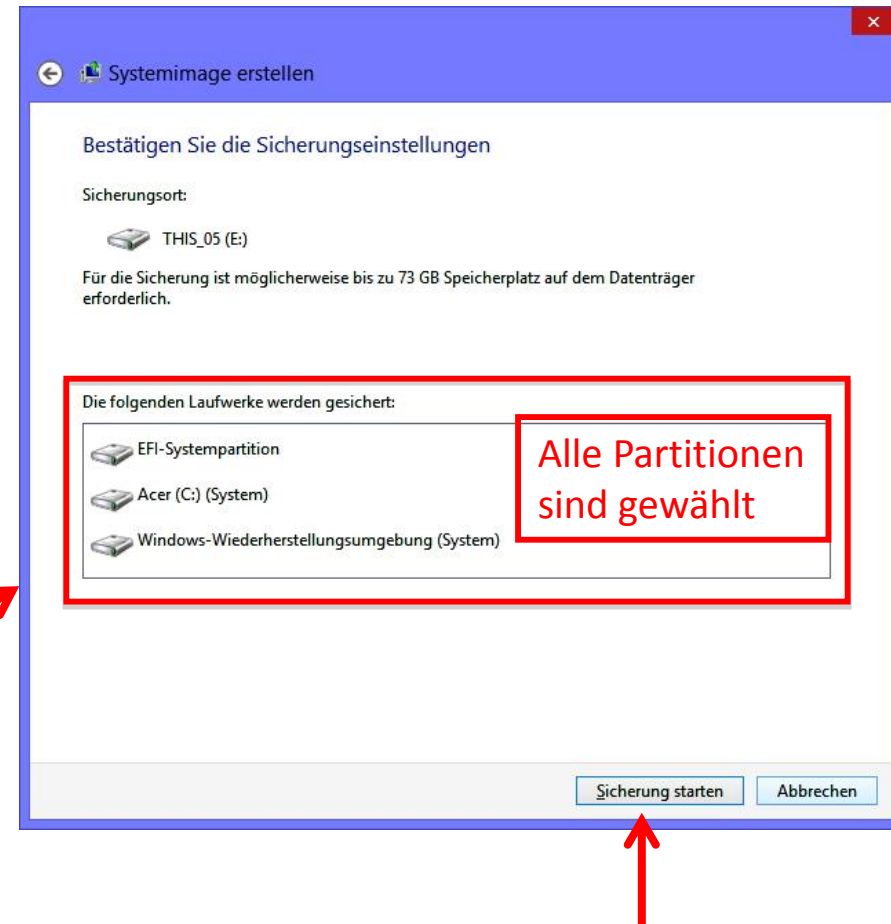 Systemimage erstellen
Bestätigen Sie die Sicherungseinstellungen
Sicherungsort:
THIS_05 (E:)
Für die Sicherung ist möglicherweise bis zu 73 GB Speicherplatz auf dem Datenträger
erforderlich.
Die folgenden Laufwerke werden gesichert:
EFI-Systempartition
Acer (C:) (System)
Windows-Wiederherstellungsumgebung (System)
Alle Partitionen
sind gewählt
Sicherung starten
Abbrechen